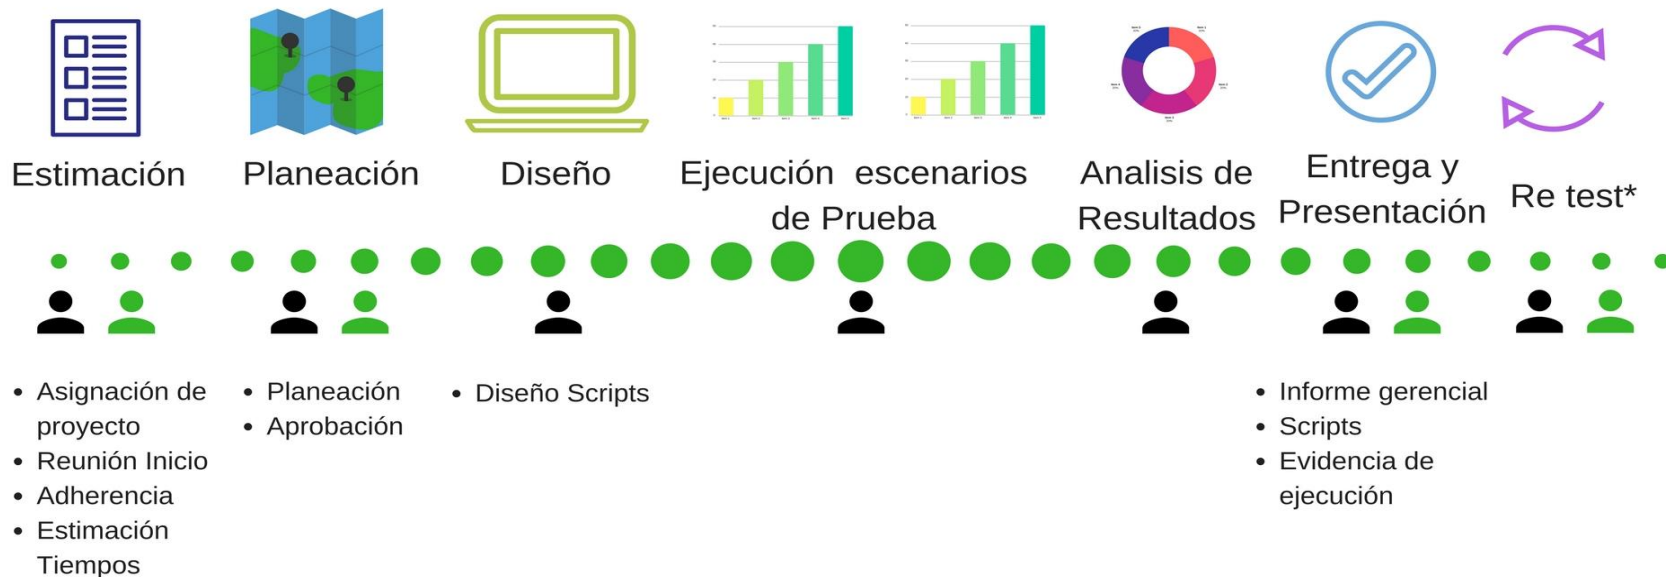 Estimación
Planeación
Diseño
Ejecución escenarios
de Prueba
Analisis de
Resultados
Entrega y
Presentación
Re test*
• Asignación de
proyecto
• Reunión Inicio
• Adherencia
• Estimación
Tiempos
• Planeación
• Aprobación
• Diseño Scripts
• Informe gerencial
• Scripts
• Evidencia de
ejecución